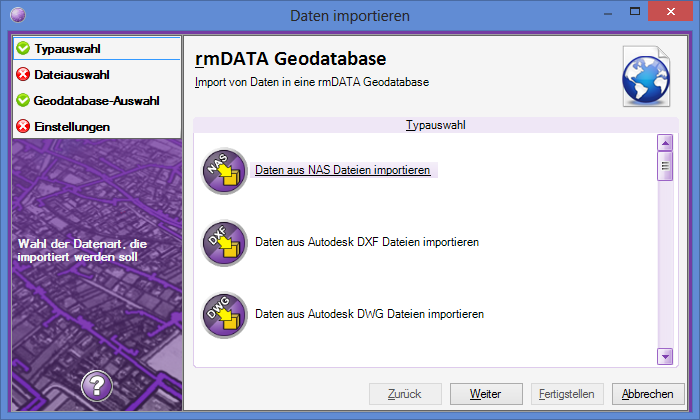 Daten importieren
Typauswahl
Dateiauswahl
Geodatabase-Auswahl
Einstellungen
Wahl der Datenart, die
importiert werden soll
?
rmDATA Geodatabase
Import von Daten in eine rmDATA Geodatabase
Typauswahl
NAS
Daten aus NAS Dateien importieren
DXF
Daten aus Autodesk DXF Dateien importieren
DWG
Daten aus Autodesk DWG Dateien importieren
Zurück
Weiter
Fertigstellen
Abbrechen